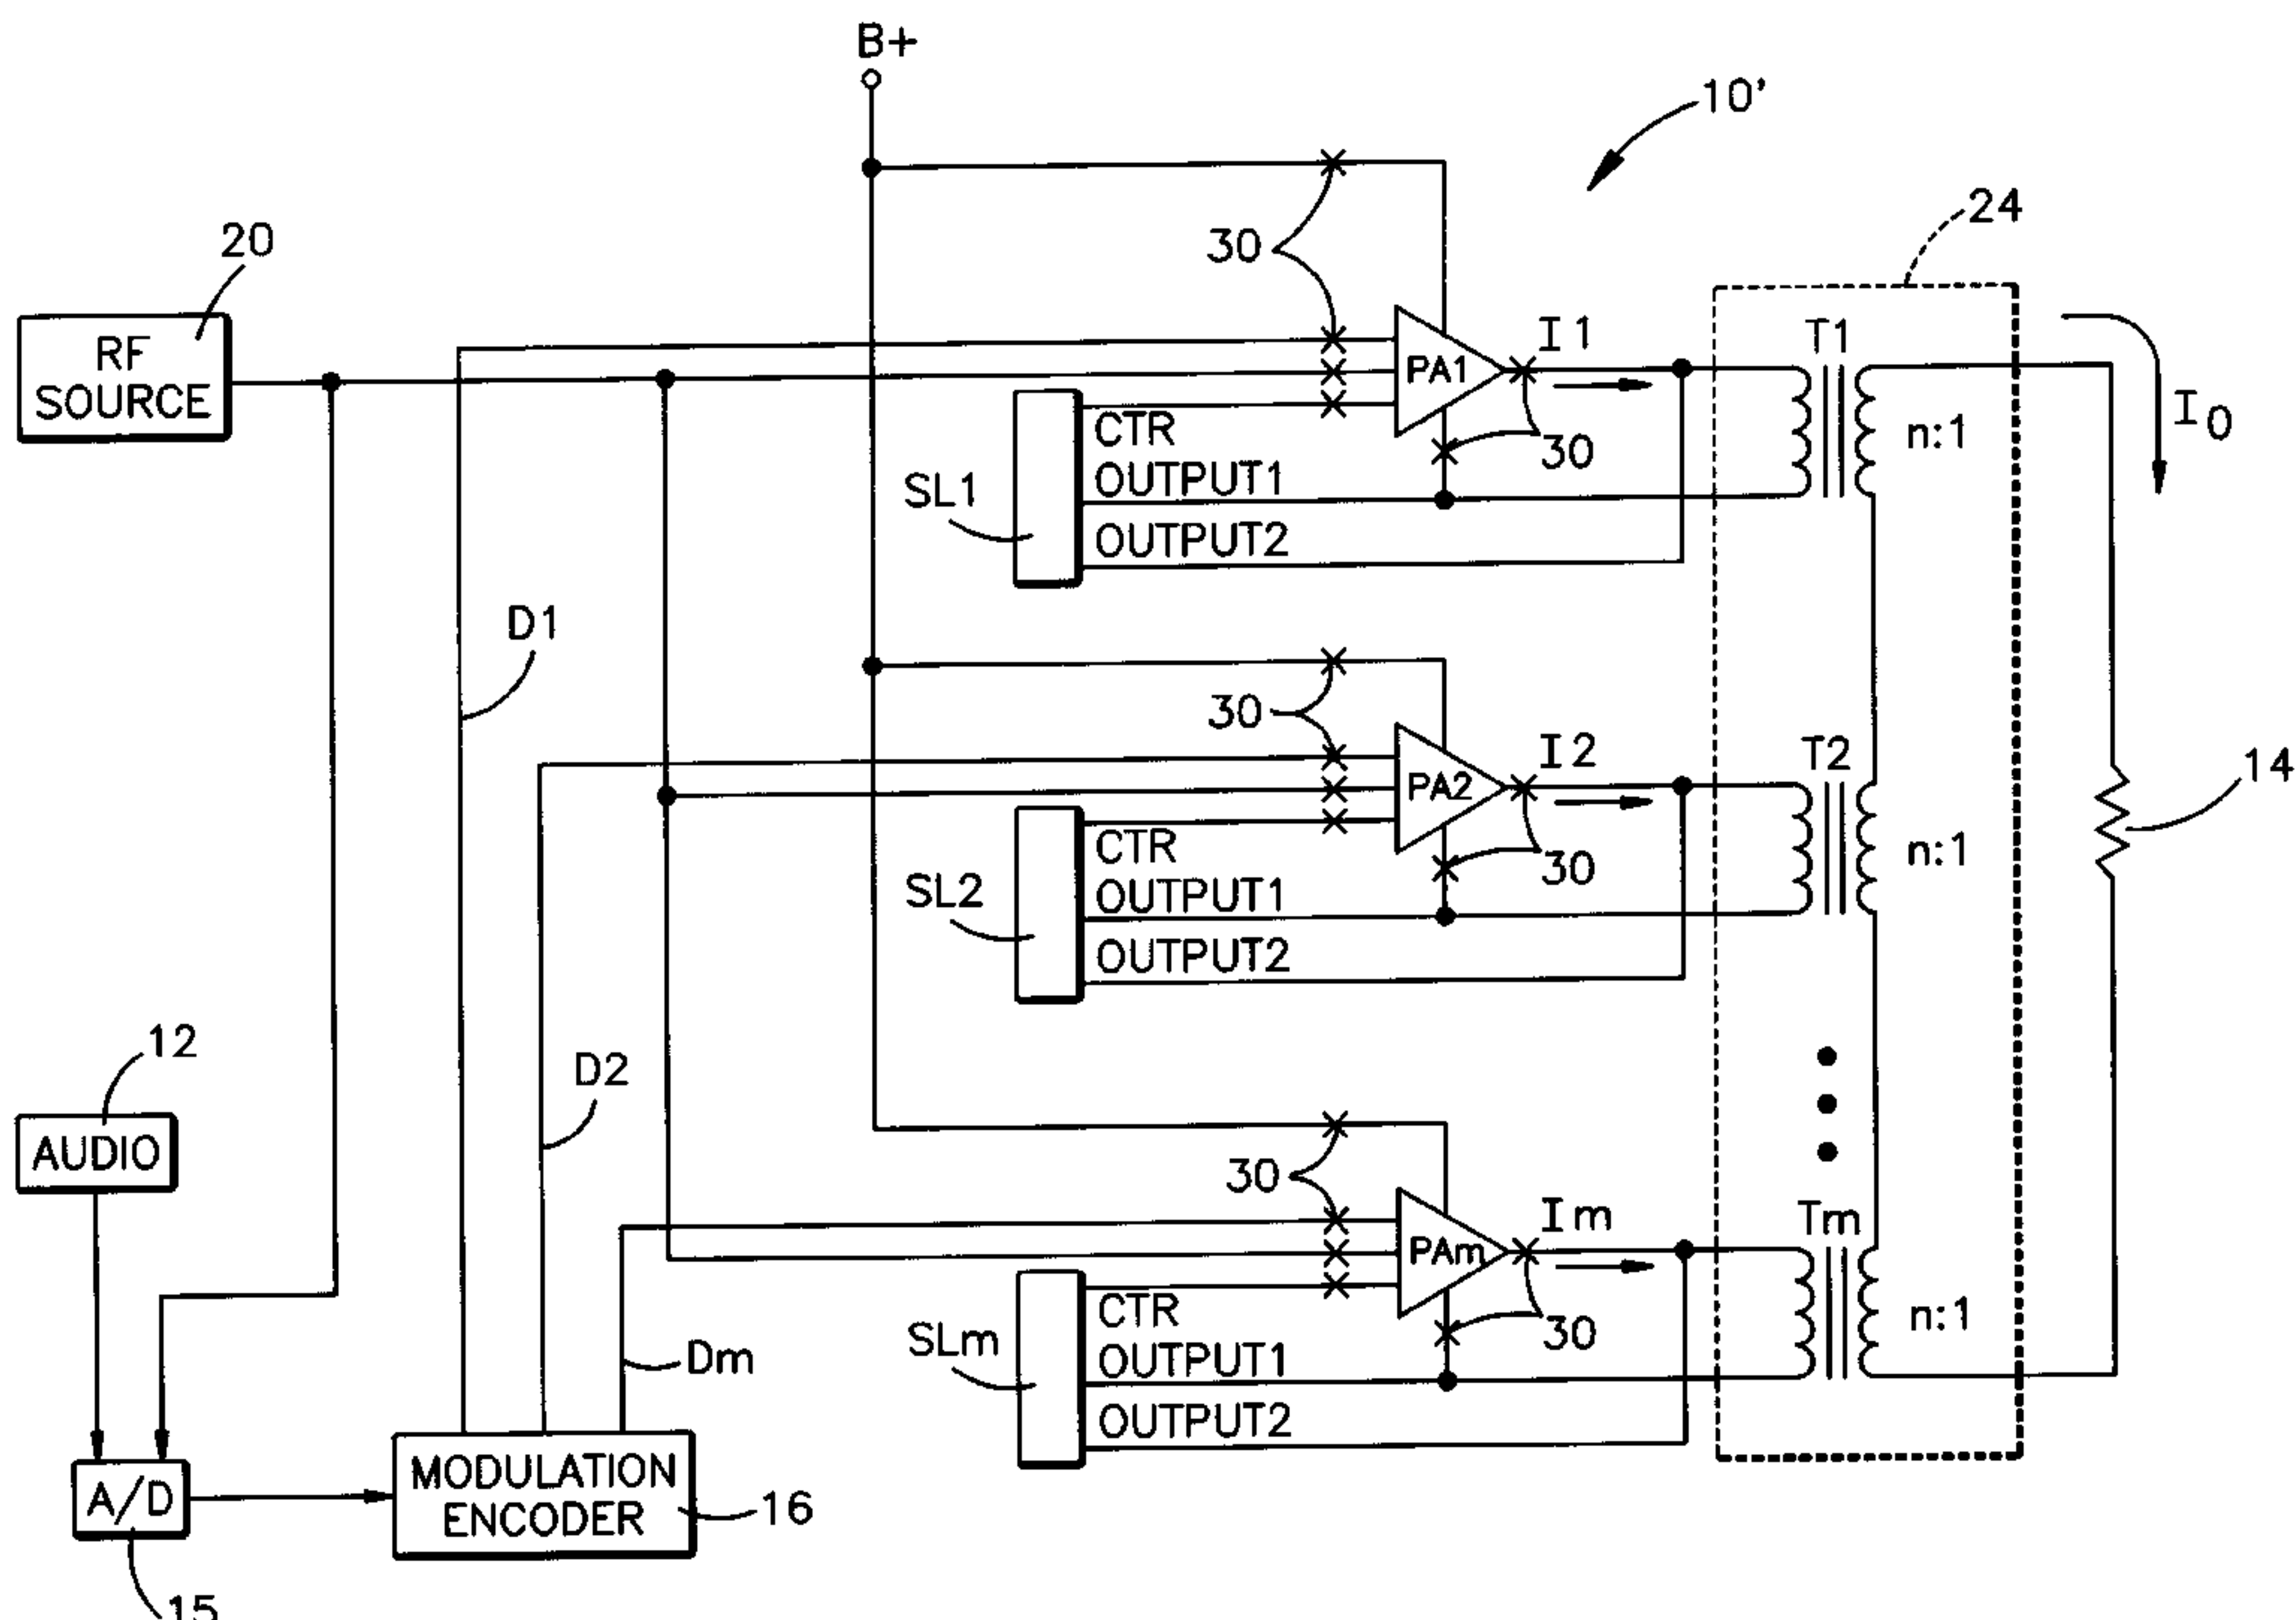 B+
10'
24
20
30
RF
SOURCE
I1
T1
PA1
n:1
I0
30
CTR
OUTPUT1
SL1
OUTPUT2
D1
30
I2
T2
14
PA2
n:1
30
CTR
OUTPUT1
SL2
OUTPUT2
12
D2
AUDIO
30
Im
Tm
PAm
n:1
CTR
30
SLm
OUTPUT1
Dm
OUTPUT2
MODULATION
ENCODER
A/D
16
15